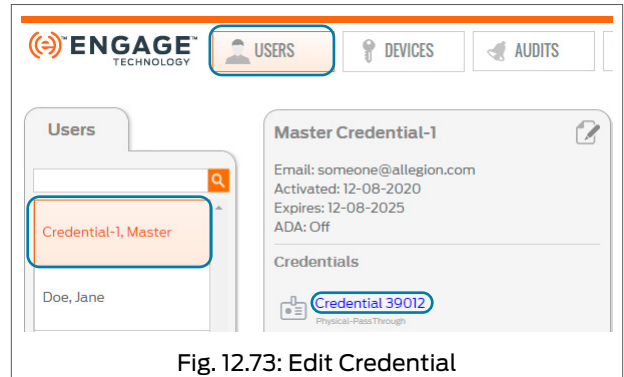 ENGAGE™
TECHNOLOGY
USERS
DEVICES
AUDITS
Users
Credential-1, Master
Doe, Jane
Master Credential-1
Email: someone@allegion.com
Activated: 12-08-2020
Expires: 12-08-2025
ADA: Off
Credentials
Credential 39012
Physical-PassThrough
Fig. 12.73: Edit Credential